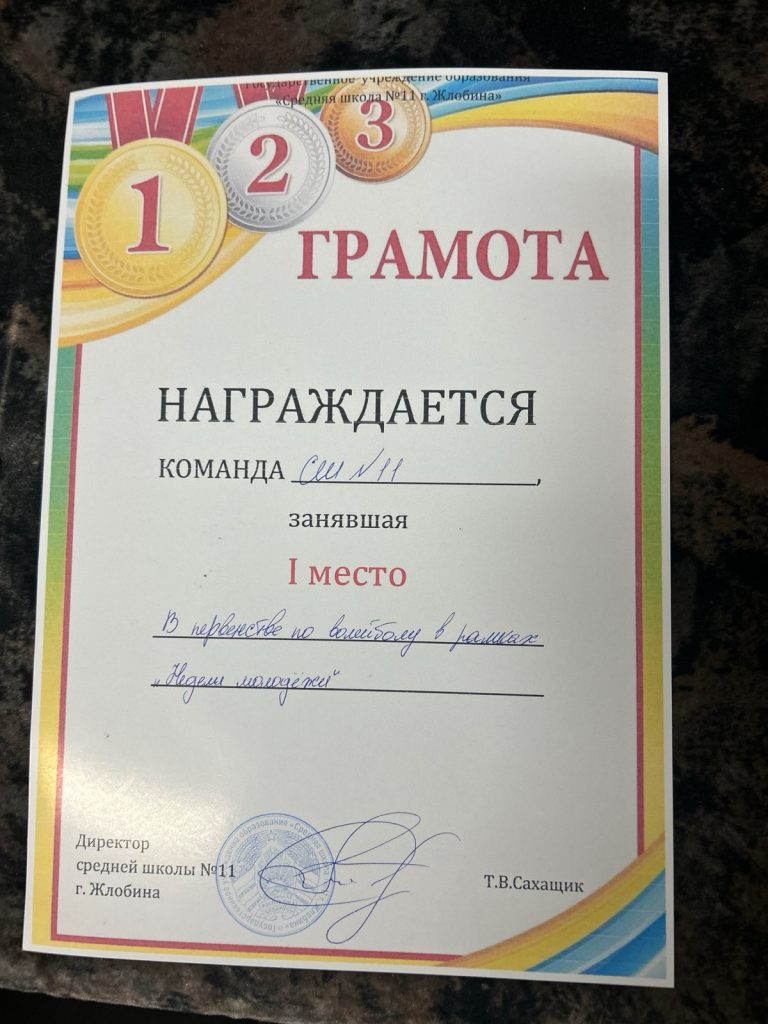 Государственное учреждение образования
«Средняя школа №11 г. Жлобина»
1 2 3
ГРАМОТА
НАГРАЖДАЕТСЯ
КОМАНДА СШ №11,
занявшая
I место
В первенстве по волейболу в рамках
„Недели молодёжи"
Директор
средней школы №11
г. Жлобина
Т.В.Сахащик